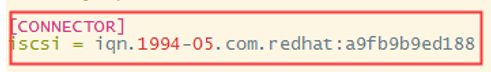 [CONNECTOR]
iscsi = iqn.1994-05.com.redhat:a9fb9b9ed188